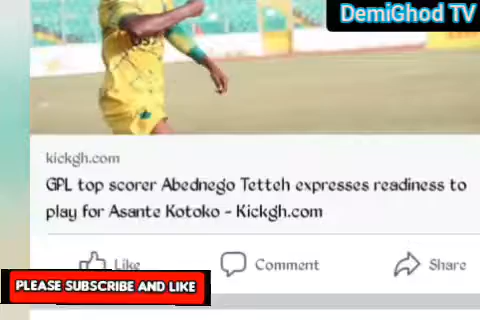 DemiGhod TV
kickgh.com
GPL top scorer Abednego Tetteh expresses readiness to
play for Asante Kotoko - Kickgh.com
Like
Comment
Share
PLEASE SUBSCRIBE AND LIKE